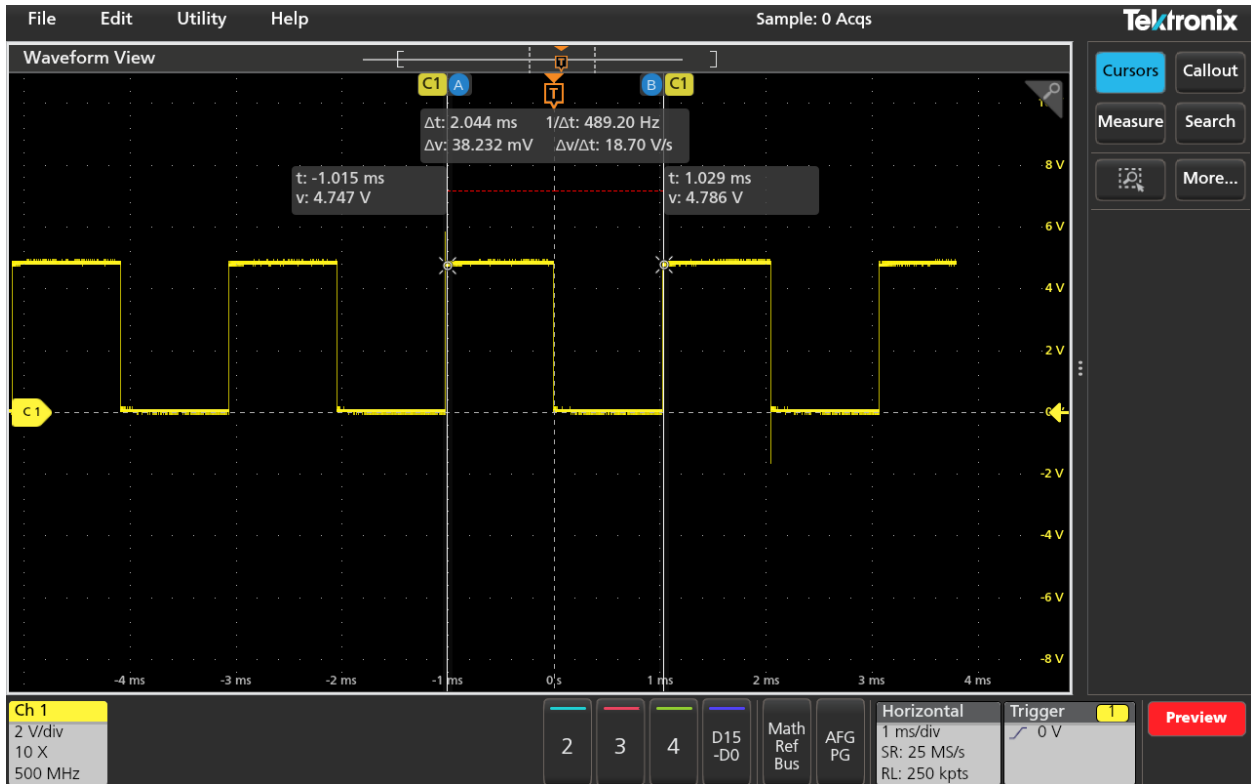 File Edit Utility Help Sample: 0 Acqs Tektronix
Waveform View
T
C1 A T B C1
Cursors Callout
Measure Search
More...
Δt: 2.044 ms 1/Δt: 489.20 Hz
Δv: 38.232 mV Δv/Δt: 18.70 V/s
t: -1.015 ms
v: 4.747 V
t: 1.029 ms
v: 4.786 V
8 V
6 V
4 V
2 V
C 1
-2 V
-4 V
-6 V
-8 V
-4 ms -3 ms -2 ms -1 ms 0 s 1 ms 2 ms 3 ms 4 ms
Ch 1
2 V/div
10 X
500 MHz
2
3
4
D15
-D0
Math
Ref
Bus
AFG
PG
Horizontal
1 ms/div
SR: 25 MS/s
RL: 250 kpts
Trigger 1
0 V
Preview